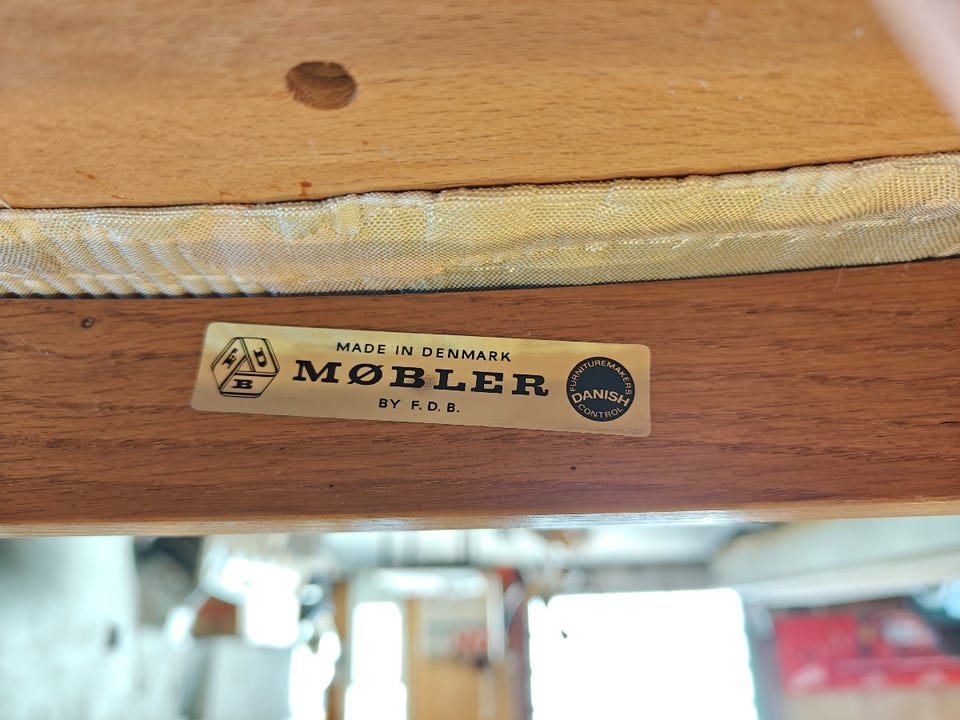 F D B
MADE IN DENMARK
MØBLER
BY F. D. B.
FURNITUREMAKERS
DANISH
CONTROL